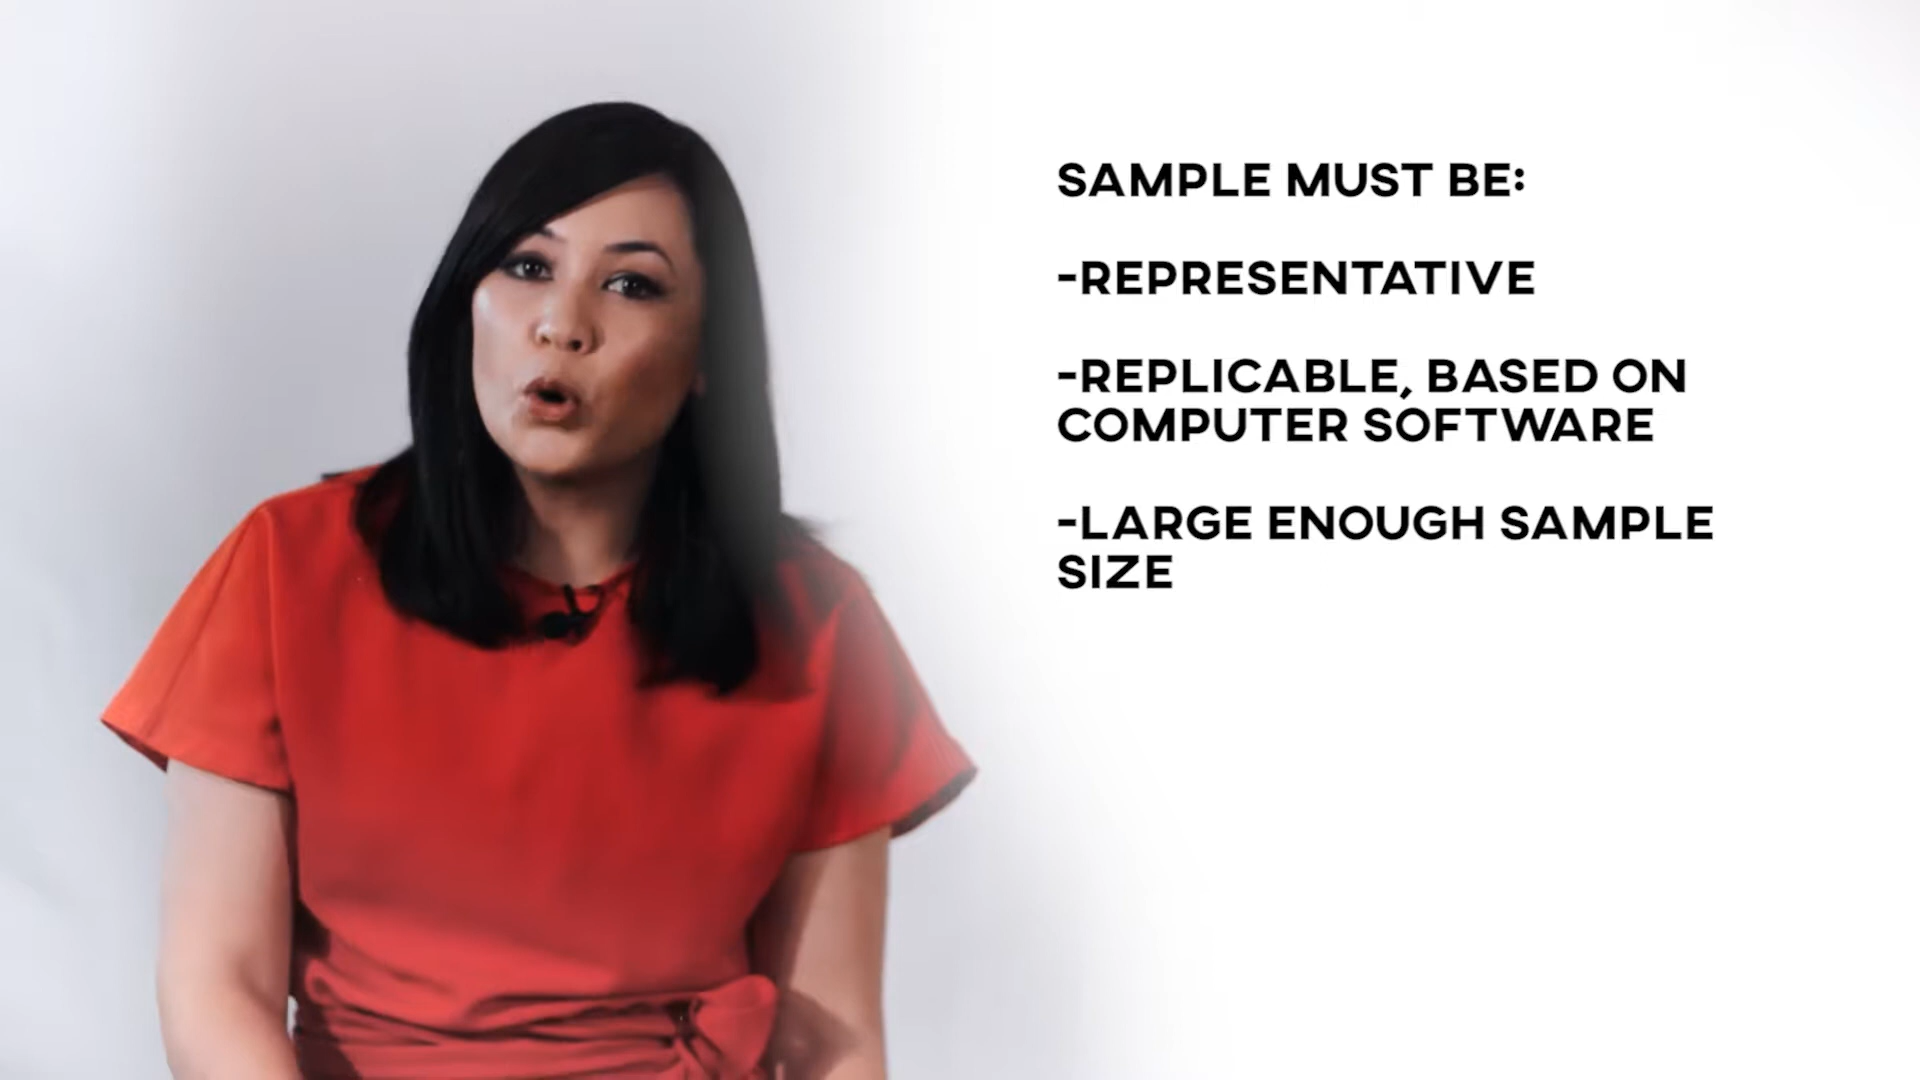 SAMPLE MUST BE:
-REPRESENTATIVE
-REPLICABLE, BASED ON
COMPUTER SOFTWARE
-LARGE ENOUGH SAMPLE
SIZE